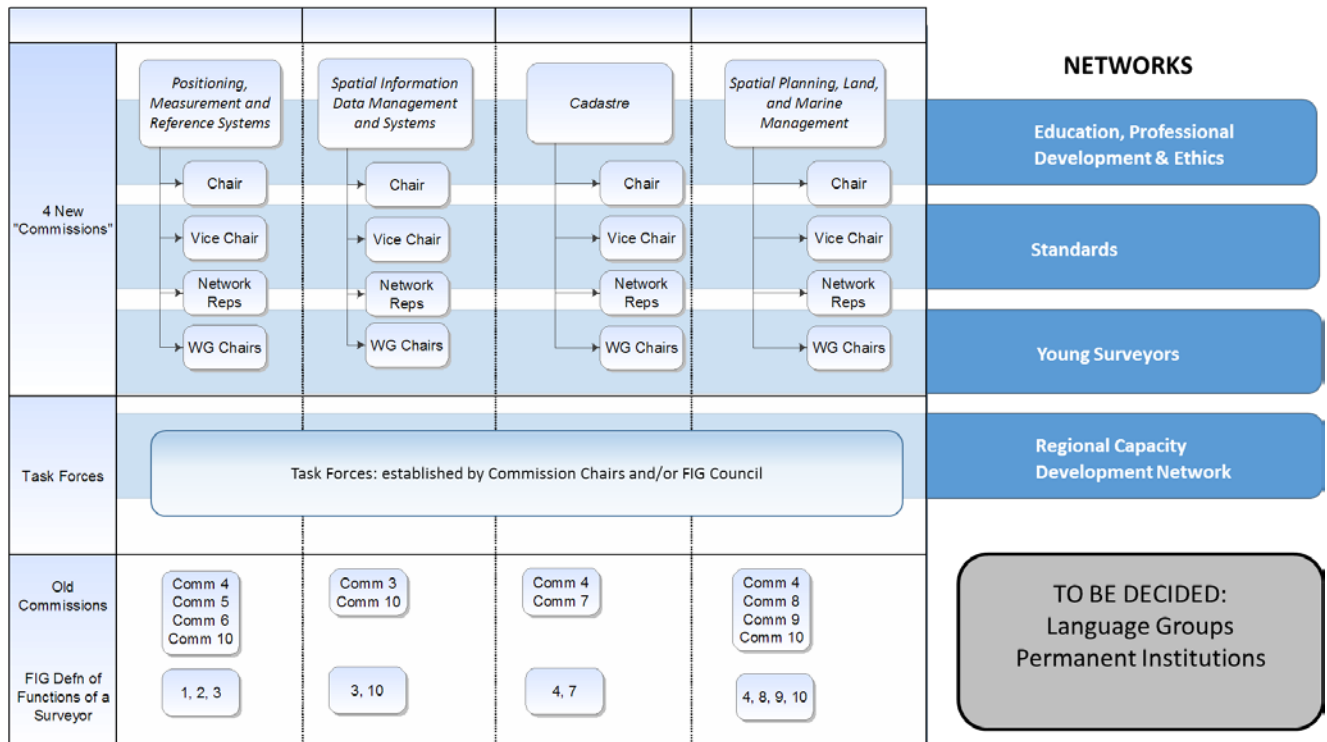 NETWORKS
4 New
"Commissions"
Positioning,
Measurement and
Reference Systems
Chair
Vice Chair
Network
Reps
WG Chairs
Spatial Information
Data Management
and Systems
Chair
Vice Chair
Network
Reps
WG Chairs
Cadastre
Chair
Vice Chair
Network
Reps
WG Chairs
Spatial Planning, Land,
and Marine
Management
Chair
Vice Chair
Network
Reps
WG Chairs
Education, Professional
Development & Ethics
Standards
Young Surveyors
Task Forces
Task Forces: established by Commission Chairs and/or FIG Council
Regional Capacity
Development Network
Old
Commissions
Comm 4
Comm 5
Comm 6
Comm 10
Comm 3
Comm 10
Comm 4
Comm 7
Comm 4
Comm 8
Comm 9
Comm 10
FIG Defn of
Functions of a
Surveyor
1, 2, 3
3, 10
4, 7
4, 8, 9, 10
TO BE DECIDED:
Language Groups
Permanent Institutions